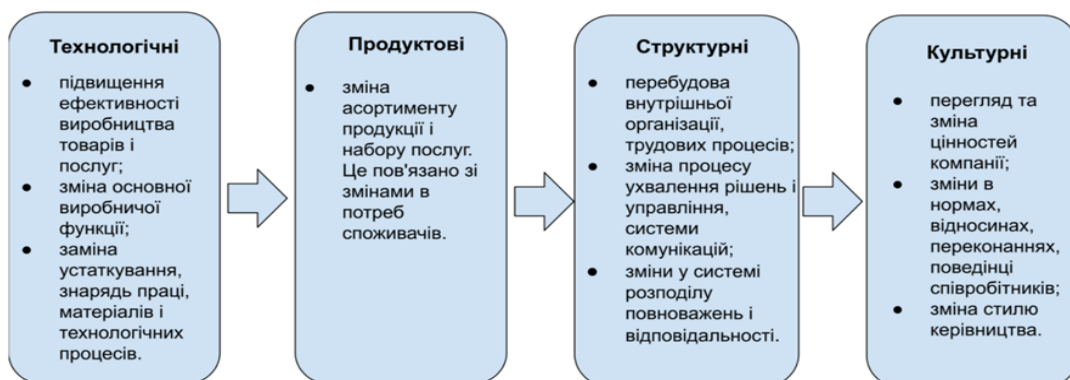 Технологічні
● підвищення
ефективності
виробництва
товарів і
послуг;
● зміна основної
виробничої
функції;
● заміна
устаткування,
знарядь праці,
матеріалів і
технологічних
процесів.
Продуктові
● зміна
асортименту
продукції і
набору послуг.
Це пов'язано зі
змінами в
потреб
споживачів.
Структурні
● перебудова
внутрішньої
організації,
трудових процесів;
● зміна процесу
ухвалення рішень і
управління,
системи
комунікацій;
● зміни у системі
розподілу
повноважень і
відповідальності.
Культурні
● перегляд та
зміна
цінностей
компанії;
● зміни в
нормах,
відносинах,
переконаннях,
поведінці
співробітників;
● зміна стилю
керівництва.